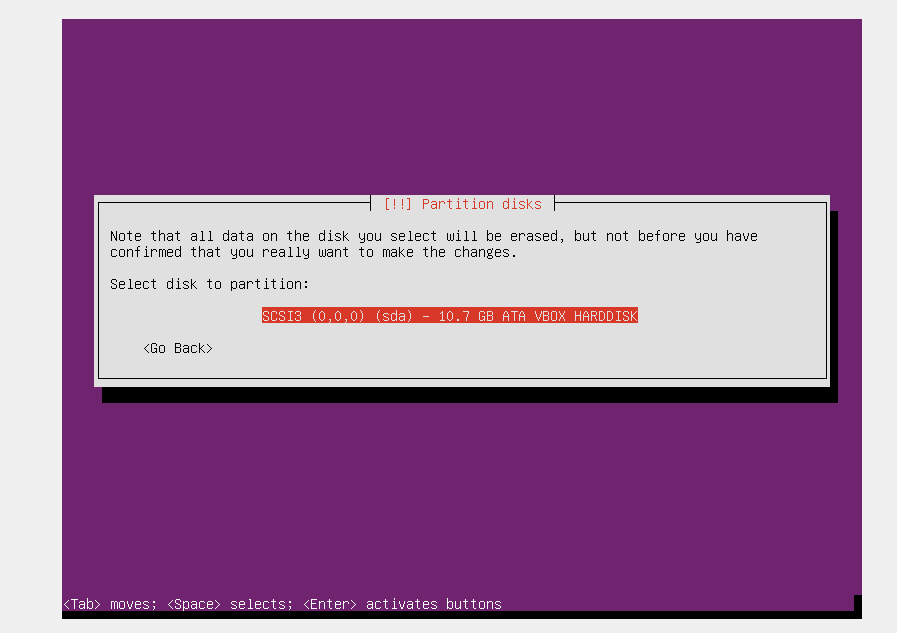 [!!] Partition disks
Note that all data on the disk you select will be erased, but not before you have
confirmed that you really want to make the changes.
Select disk to partition:
SCSI3 (0,0,0) (sda) - 10.7 GB ATA VBOX HARDDISK
<Go Back>
<Tab> moves; <Space> selects; <Enter> activates buttons